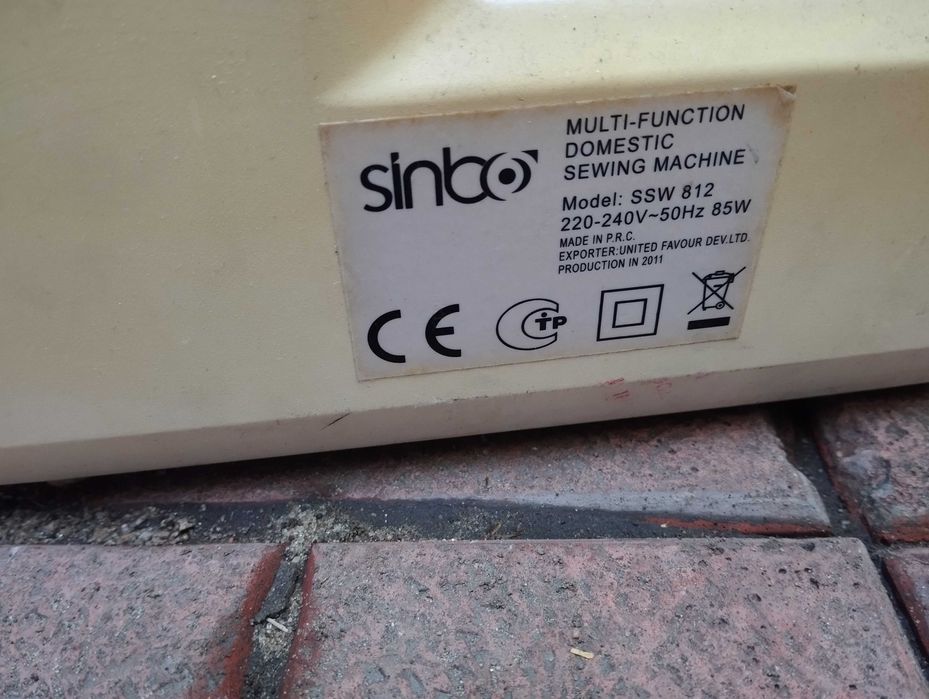 sinbo
MULTI-FUNCTION
DOMESTIC
SEWING MACHINE
Model: SSW 812
220-240V~50Hz 85W
MADE IN P.R.C.
EXPORTER:UNITED FAVOUR DEV.LTD.
PRODUCTION IN 2011
CE